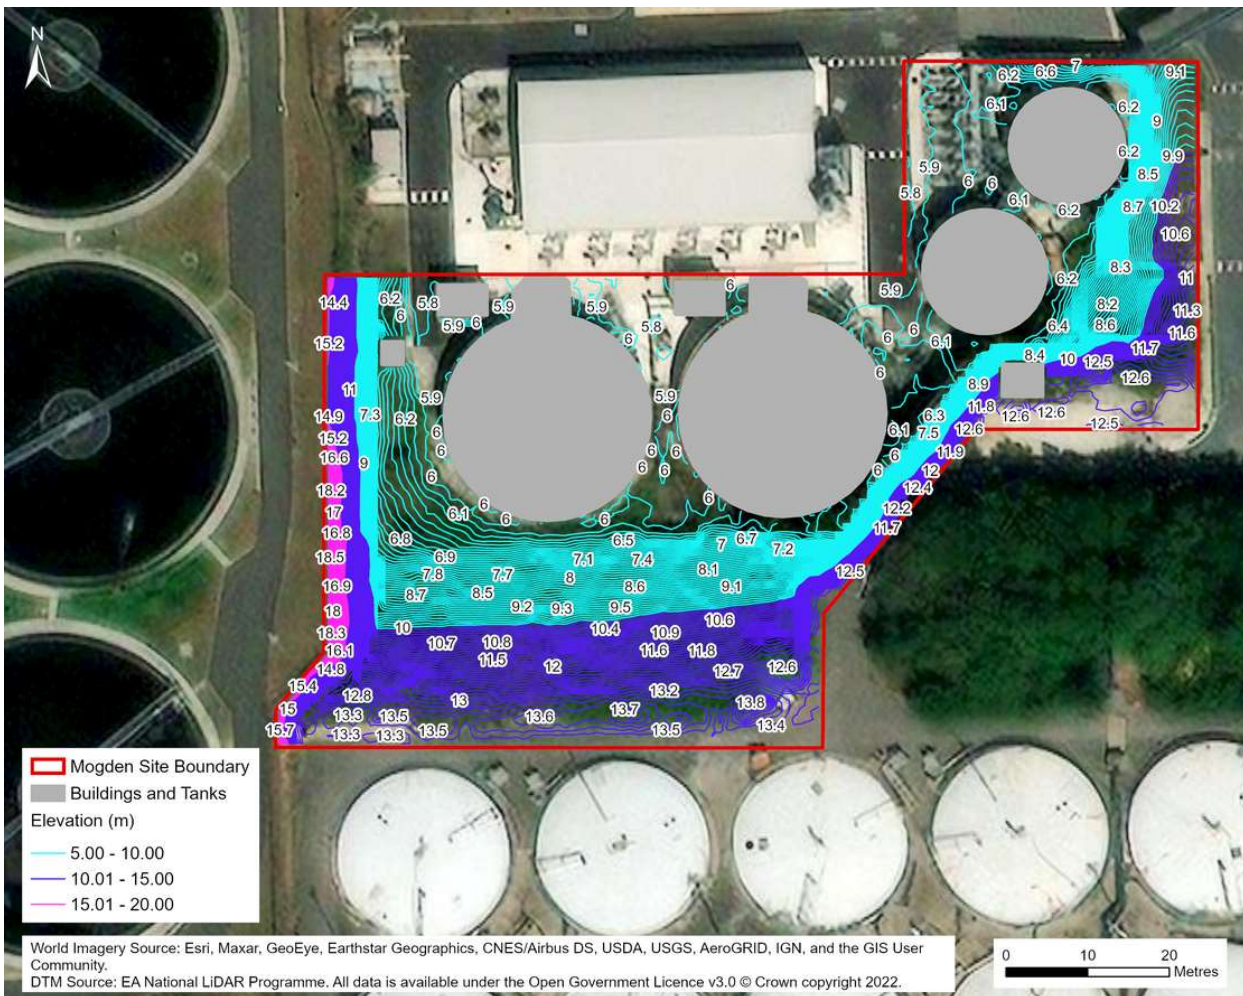 N
7
6.2 6.6 9.1
6.1 6.2
9
5.9 6.2 9.9
6 6 8.5
5.8 6.1 6.2 8.7 10.2
10.6
6.2 8.3 11
14.4 6.2 5.8 5.9 5.9 6 5.9
6 5.9 6 5.8 8.2 11.3
6.4 8.6 11.6
15.2 6 6 6 6.1 11.7
8.4 10 12.5
11 5.9 5.9 6 8.9 12.6
14.9 7.3 6.2 6 6 6.3 11.8 12.6 12.6
15.2 6 6.1 7.5 12.6 12.5
16.6 9 6 6 6 6 11.9
6 6 6 6 12
18.2 6 12.4
17 6.1 6 6 6 12.2
16.8 6.8 6.5 7 6.7 7.2 11.7
18.5 6.9 7.1 7.4
16.9 7.8 7.7 8 8.1 12.5
8.7 8.5 8.6 9.1
18 9.2 9.3 9.5
18.3 10 10.4 10.6
16.1 10.7 10.8 10.9
14.8 11.5 12 11.6 11.8 12.6
15.4 12.8 13 13.2 12.7
15 13.3 13.5 13.6 13.7 13.8
15.7 13.3 13.3 13.5 13.5 13.4
Mogden Site Boundary
Buildings and Tanks
Elevation (m)
5.00 - 10.00
10.01 - 15.00
15.01 - 20.00
World Imagery Source: Esri, Maxar, GeoEye, Earthstar Geographics, CNES/Airbus DS, USDA, USGS, AeroGRID, IGN, and the GIS User
Community.
DTM Source: EA National LiDAR Programme. All data is available under the Open Government Licence v3.0 © Crown copyright 2022.
0 10 20
Metres